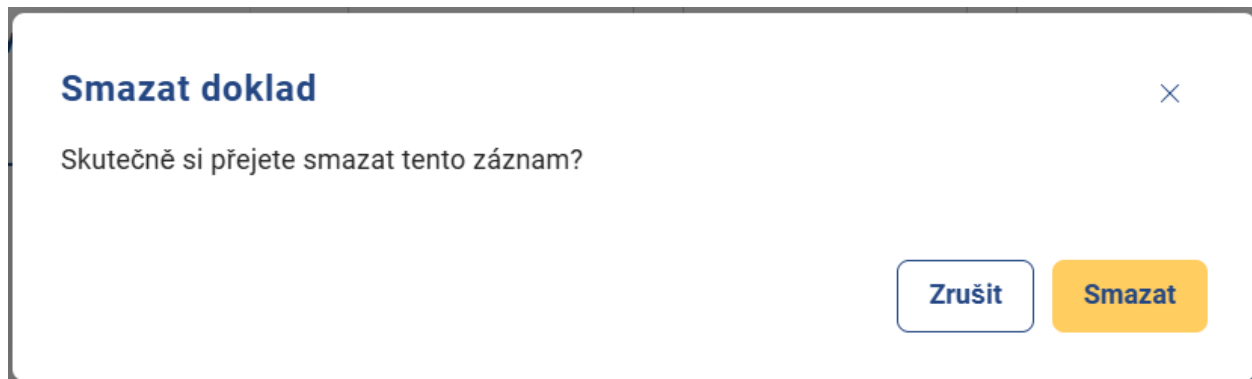 Smazat doklad
Skutečně si přejete smazat tento záznam?
Zrušit
Smazat